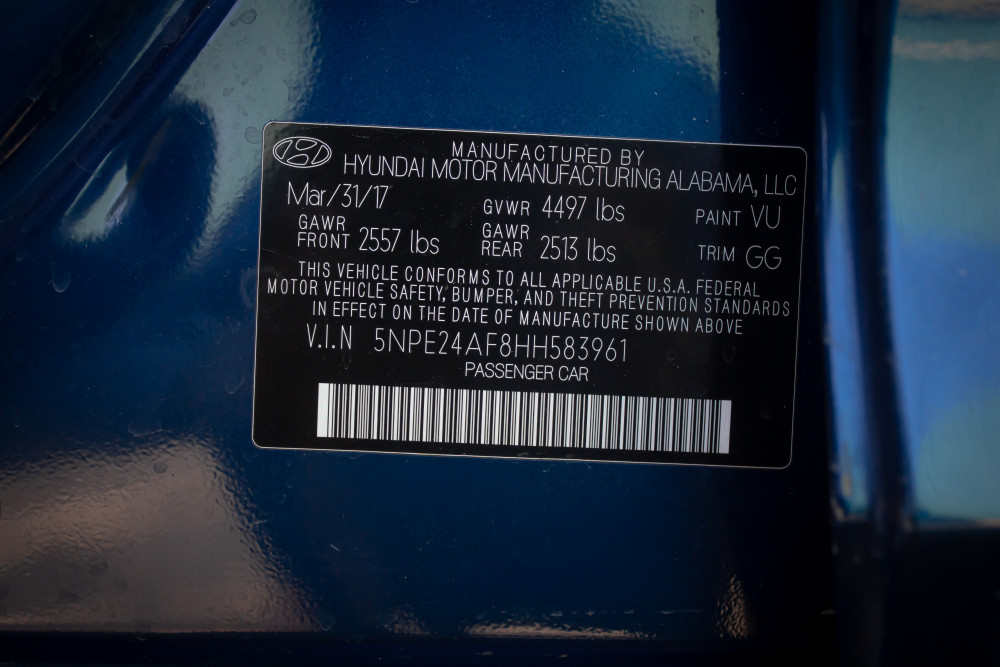 MANUFACTURED BY
HYUNDAI MOTOR MANUFACTURING ALABAMA, LLC
Mar/31/17 GVWR 4497 lbs PAINT VU
GAWR FRONT 2557 lbs GAWR REAR 2513 lbs TRIM GG
THIS VEHICLE CONFORMS TO ALL APPLICABLE U.S.A. FEDERAL
MOTOR VEHICLE SAFETY, BUMPER, AND THEFT PREVENTION STANDARDS
IN EFFECT ON THE DATE OF MANUFACTURE SHOWN ABOVE
V.I.N 5NPE24AF8HH583961
PASSENGER CAR